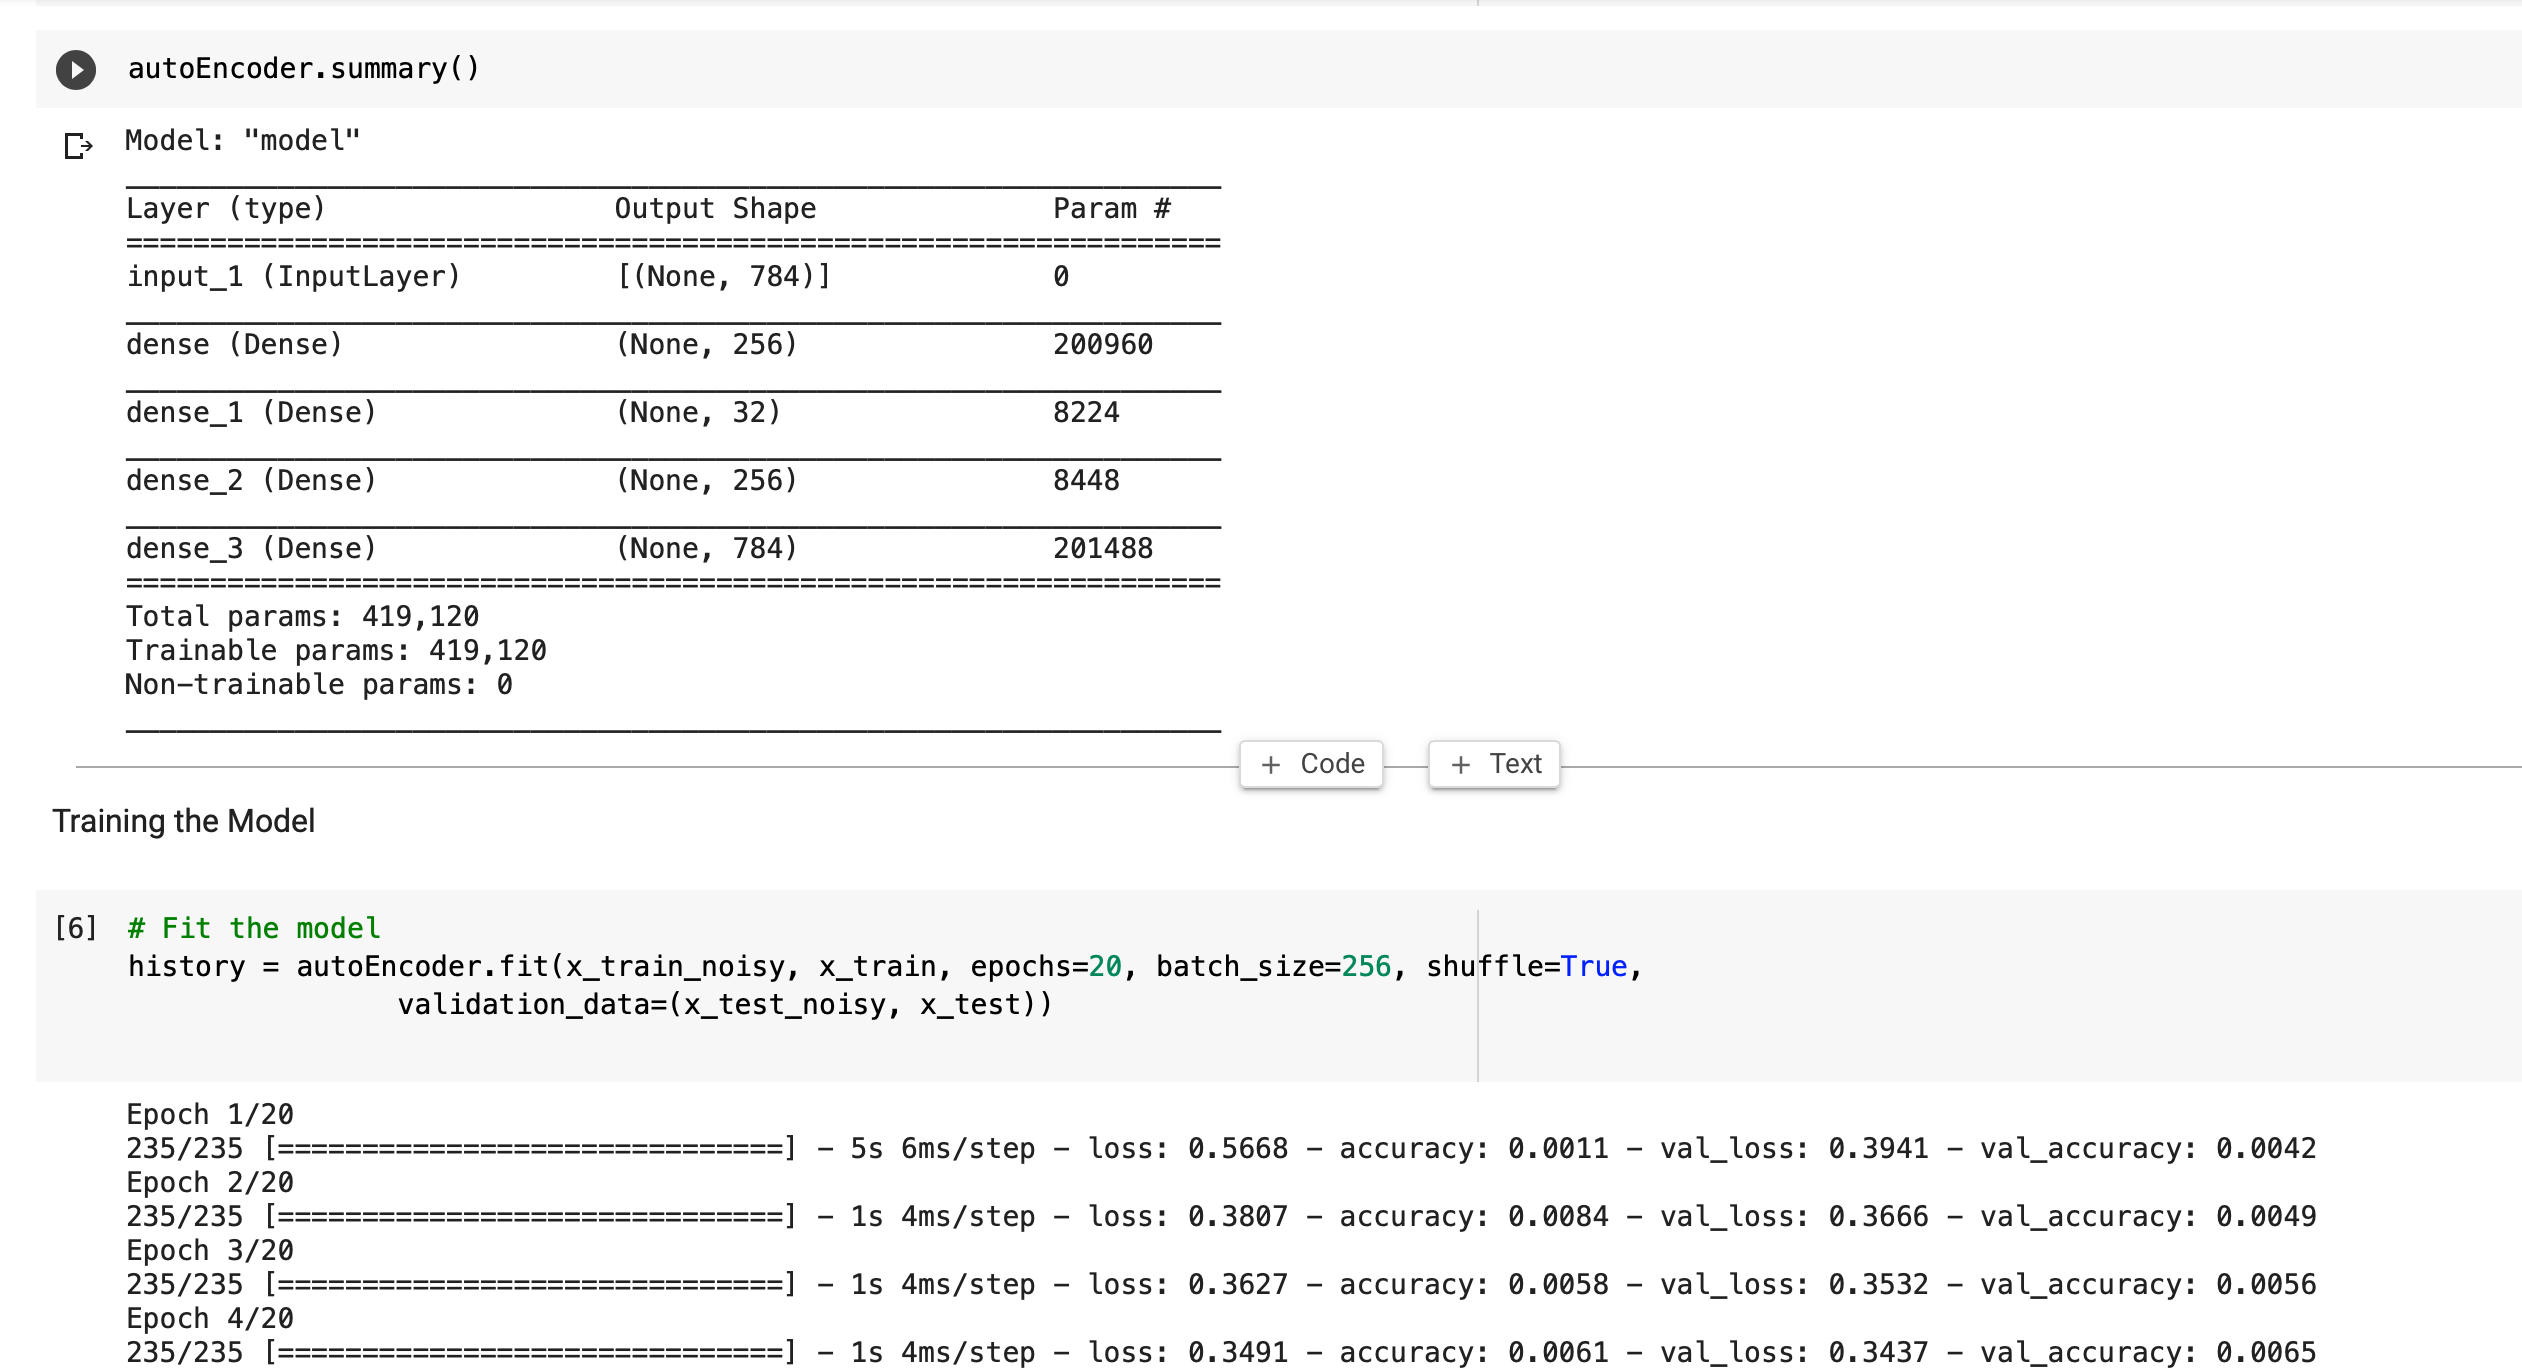 autoEncoder.summary()
Model: "model"
_________________________________________________________________
Layer (type)                 Output Shape              Param #
=================================================================
input_1 (InputLayer)         [(None, 784)]             0
_________________________________________________________________
dense (Dense)                (None, 256)               200960
_________________________________________________________________
dense_1 (Dense)              (None, 32)                8224
_________________________________________________________________
dense_2 (Dense)              (None, 256)               8448
_________________________________________________________________
dense_3 (Dense)              (None, 784)               201488
=================================================================
Total params: 419,120
Trainable params: 419,120
Non-trainable params: 0
_________________________________________________________________
+ Code + Text
Training the Model
[6] # Fit the model
history = autoEncoder.fit(x_train_noisy, x_train, epochs=20, batch_size=256, shuffle=True,
                validation_data=(x_test_noisy, x_test))
Epoch 1/20
235/235 [==============================] - 5s 6ms/step - loss: 0.5668 - accuracy: 0.0011 - val_loss: 0.3941 - val_accuracy: 0.0042
Epoch 2/20
235/235 [==============================] - 1s 4ms/step - loss: 0.3807 - accuracy: 0.0084 - val_loss: 0.3666 - val_accuracy: 0.0049
Epoch 3/20
235/235 [==============================] - 1s 4ms/step - loss: 0.3627 - accuracy: 0.0058 - val_loss: 0.3532 - val_accuracy: 0.0056
Epoch 4/20
235/235 [==============================] - 1s 4ms/step - loss: 0.3491 - accuracy: 0.0061 - val_loss: 0.3437 - val_accuracy: 0.0065